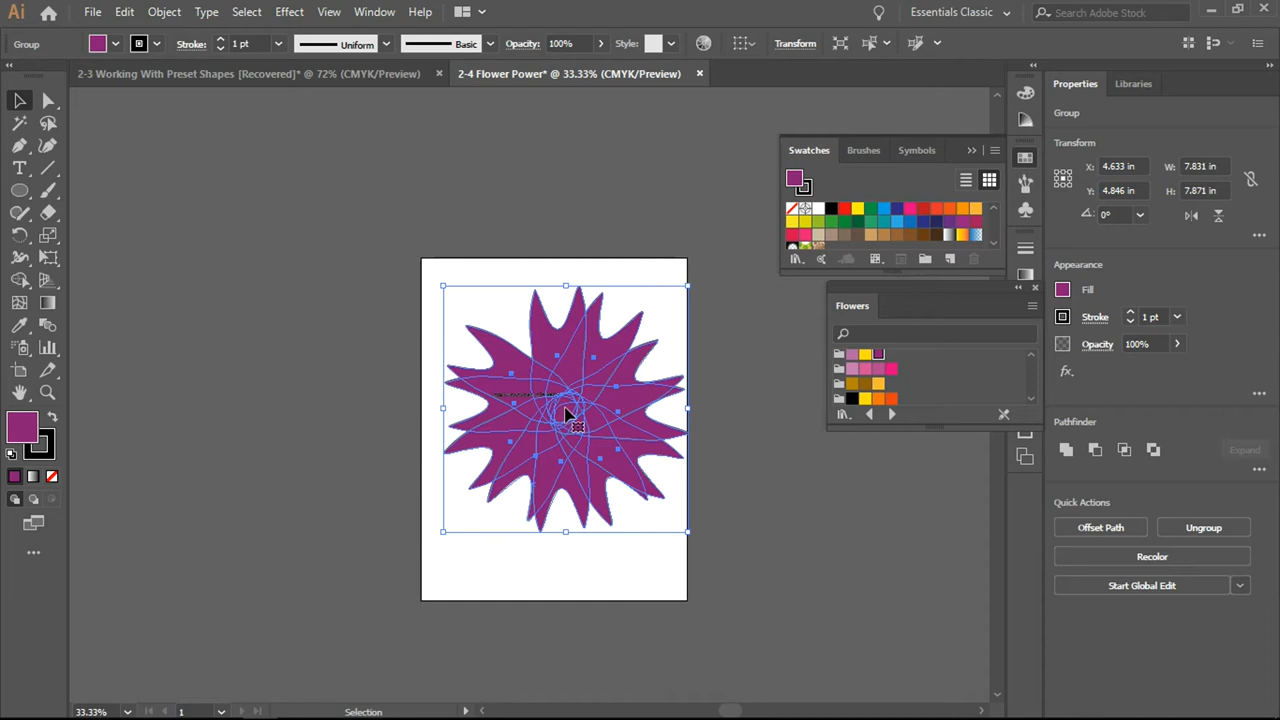 Ai File Edit Object Type Select Effect View Window Help Essentials Classic Search Adobe Stock
Group Stroke: 1 pt Uniform Basic Opacity: 100% Style: Transform
2-3 Working With Preset Shapes [Recovered]* @ 72% (CMYK/Preview) × 2-4 Flower Power* @ 33.33% (CMYK/Preview) ×
Properties Libraries
Group
Swatches Brushes Symbols
Transform
X: 4.633 in W: 7.831 in
Y: 4.846 in H: 7.871 in
0°
Appearance
Fill
Flowers
Stroke 1 pt
Opacity 100%
fx.
Pathfinder
Expand
Quick Actions
Offset Path Ungroup
Recolor
Start Global Edit
33.33% 1 Selection